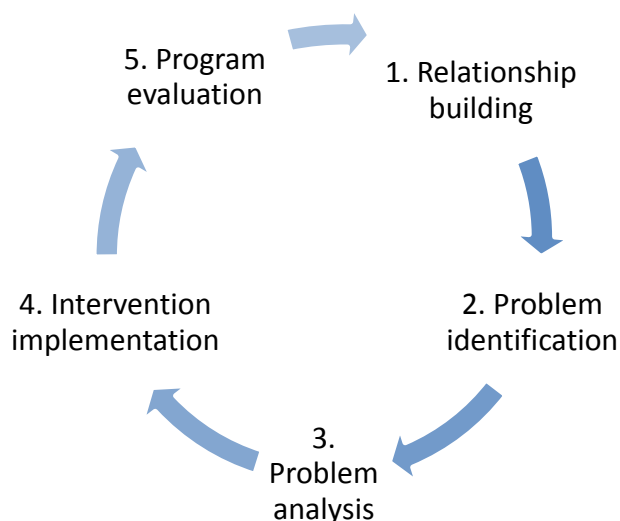 1. Relationship
building
2. Problem
identification
3.
Problem
analysis
4. Intervention
implementation
5. Program
evaluation